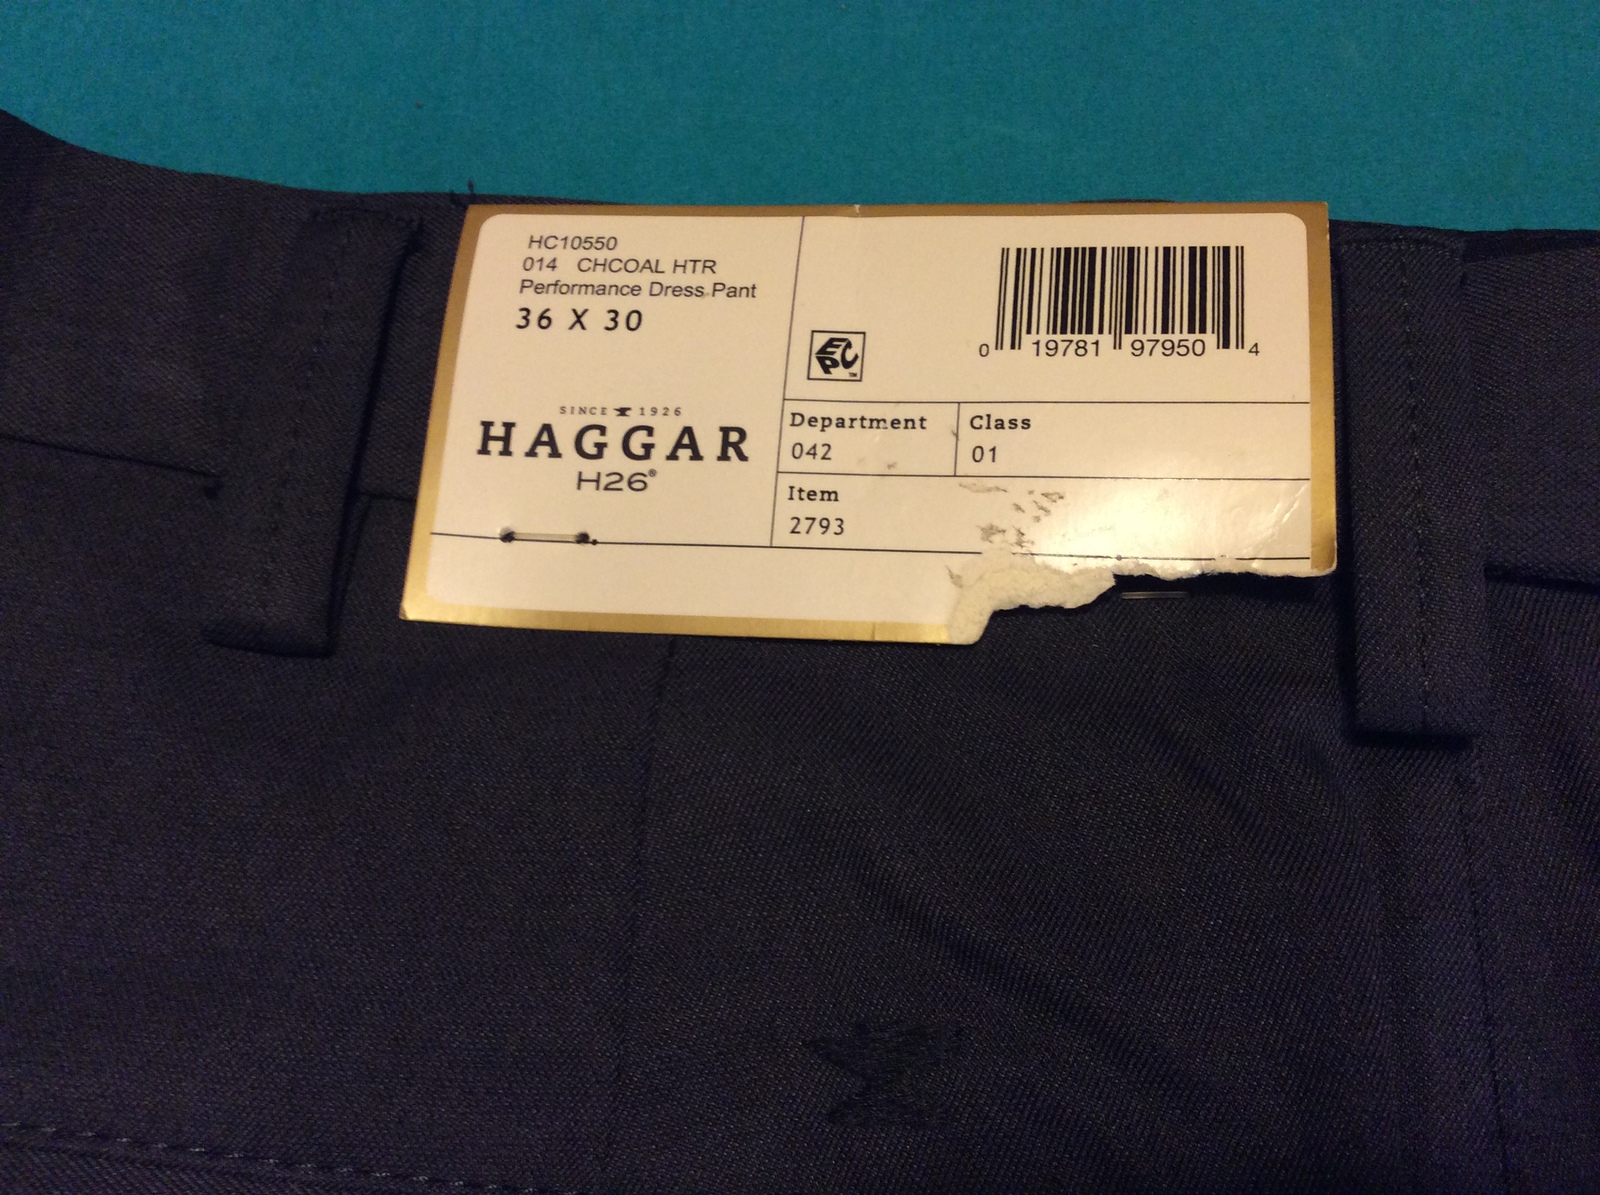 HC10550
014 CHCOAL HTR
Performance Dress Pant
36 X 30
SINCE 1926
HAGGAR
H26®
EPC™
0 19781 97950 4
Department
042
Class
01
Item
2793